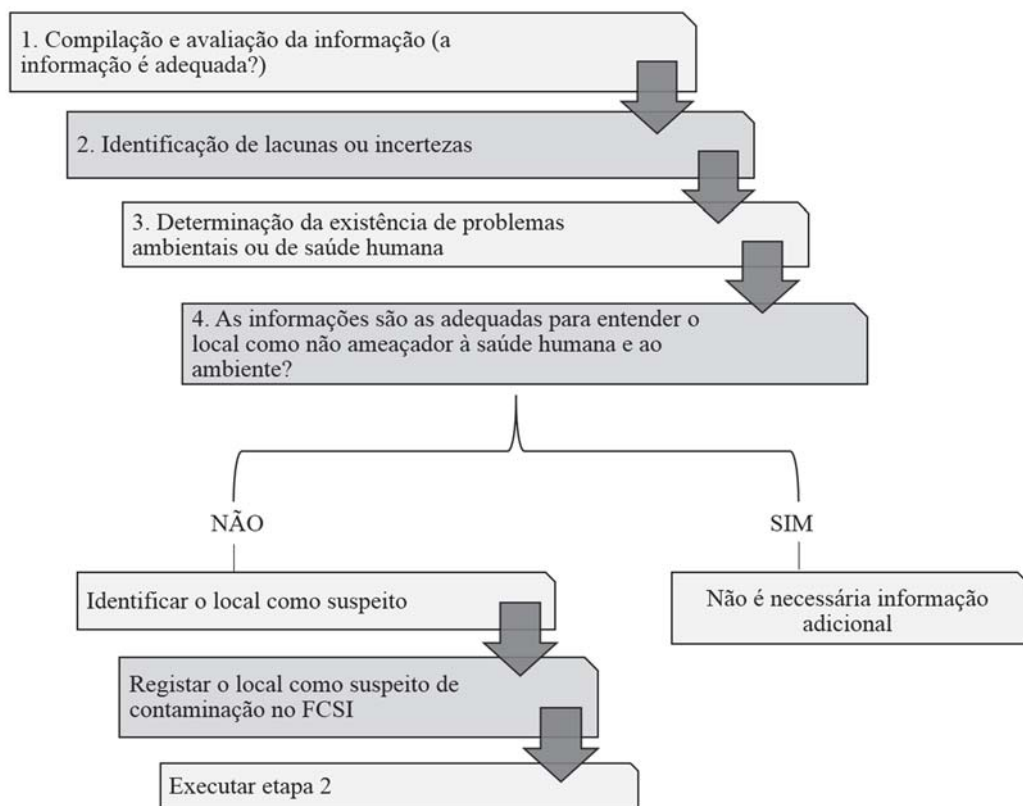 1. Compilação e avaliação da informação (a
informação é adequada?)
2. Identificação de lacunas ou incertezas
3. Determinação da existência de problemas
ambientais ou de saúde humana
4. As informações são as adequadas para entender o
local como não ameaçador à saúde humana e ao
ambiente?
NÃO
SIM
Identificar o local como suspeito
Não é necessária informação
adicional
Registar o local como suspeito de
contaminação no FCSI
Executar etapa 2